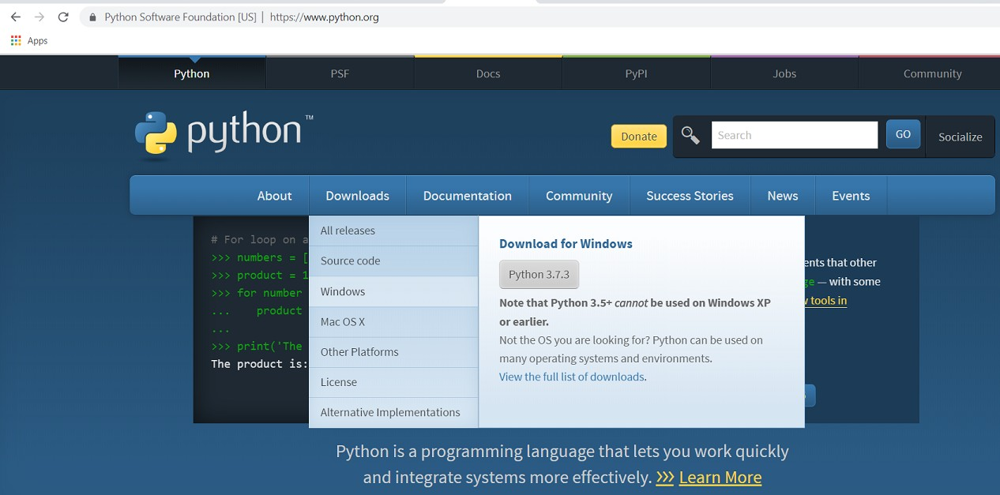 Python Software Foundation [US] | https://www.python.org
Apps
Python
PSF
Docs
PyPI
Jobs
Community
python™
Donate
Search
GO
Socialize
About
Downloads
Documentation
Community
Success Stories
News
Events
# For loop on a
>>> numbers = [
>>> product = 1
>>> for number
... product
...
>>> print('The
The product is:
All releases
Source code
Windows
Mac OS X
Other Platforms
License
Alternative Implementations
Download for Windows
Python 3.7.3
Note that Python 3.5+ cannot be used on Windows XP
or earlier.
Not the OS you are looking for? Python can be used on
many operating systems and environments.
View the full list of downloads.
ents that other
ge — with some
tools in
Python is a programming language that lets you work quickly
and integrate systems more effectively. >>> Learn More